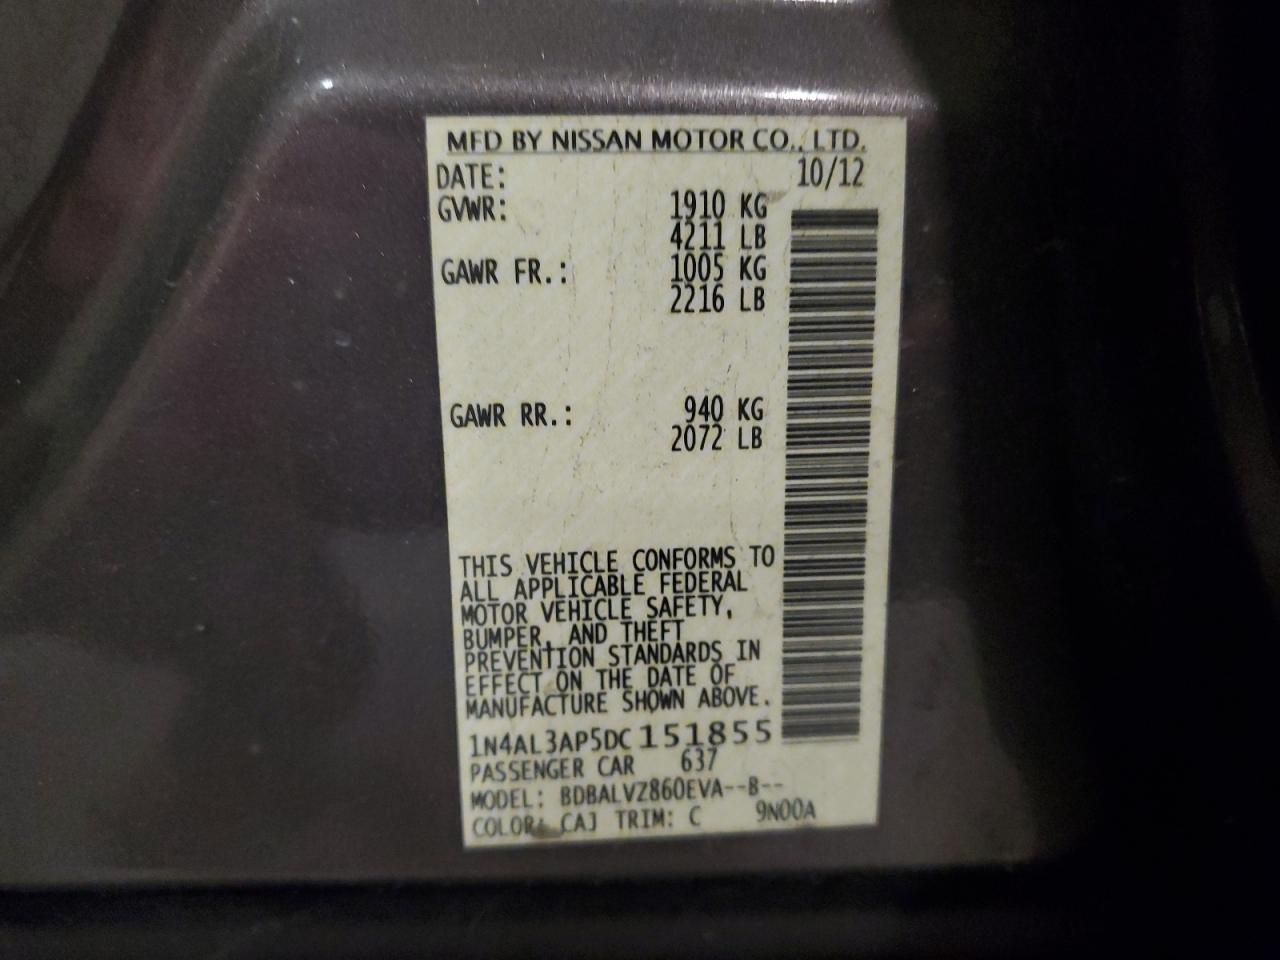 MFD BY NISSAN MOTOR CO., LTD.
DATE: 10/12
GVWR: 1910 KG
4211 LB
GAWR FR.: 1005 KG
2216 LB
GAWR RR.: 940 KG
2072 LB
THIS VEHICLE CONFORMS TO
ALL APPLICABLE FEDERAL
MOTOR VEHICLE SAFETY,
BUMPER, AND THEFT
PREVENTION STANDARDS IN
EFFECT ON THE DATE OF
MANUFACTURE SHOWN ABOVE.
1N4AL3AP5DC151855
PASSENGER CAR 637
MODEL: BDBALVZ860EVA--B--
COLOR: CAJ TRIM: C 9N00A